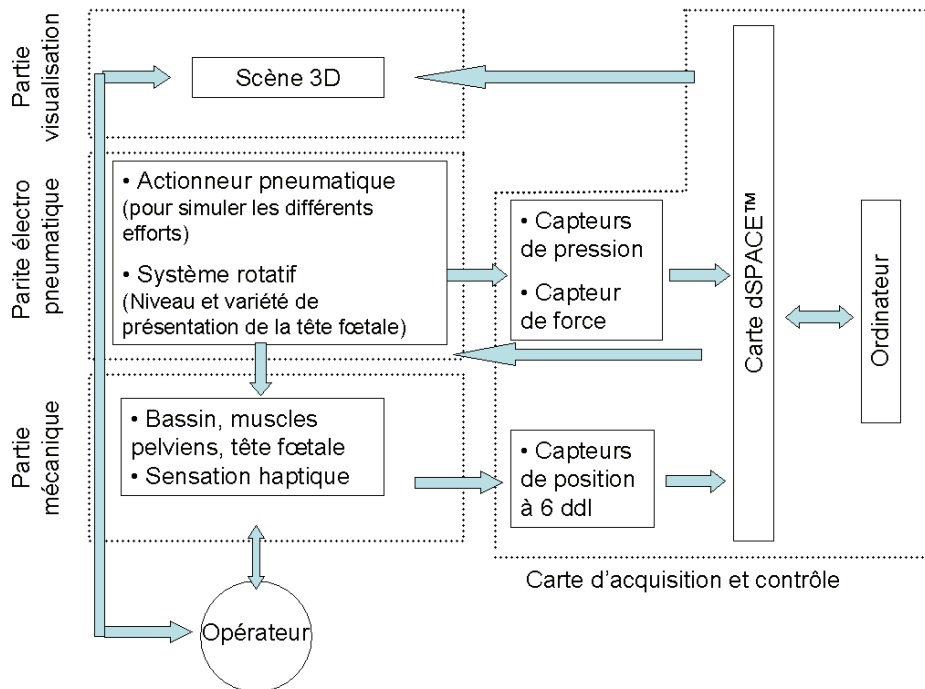 Partie
visualisation
Scène 3D
Parite électro
pneumatique
• Actionneur pneumatique
(pour simuler les différents
efforts)
• Système rotatif
(Niveau et variété de
présentation de la tête fœtale)
• Capteurs
de pression
• Capteur
de force
Carte dSPACE™
Ordinateur
Partie
mécanique
• Bassin, muscles
pelviens, tête fœtale
• Sensation haptique
• Capteurs
de position
à 6 ddl
Carte d’acquisition et contrôle
Opérateur